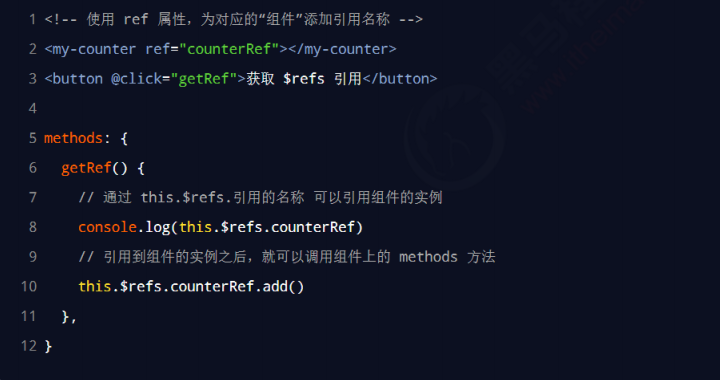 1 <!-- 使用 ref 属性，为对应的“组件”添加引用名称 -->
2 <my-counter ref="counterRef"></my-counter>
3 <button @click="getRef">获取 $refs 引用</button>
4
5 methods: {
6 getRef() {
7 // 通过 this.$refs.引用的名称 可以引用组件的实例
8 console.log(this.$refs.counterRef)
9 // 引用到组件的实例之后，就可以调用组件上的 methods 方法
10 this.$refs.counterRef.add()
11 },
12 }